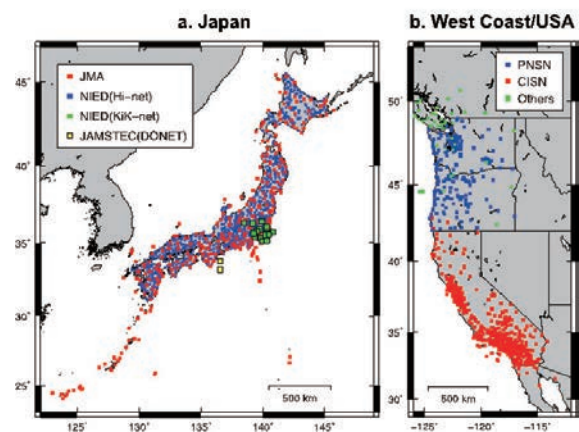 a. Japan
JMA
NIED(Hi-net)
NIED(KiK-net)
JAMSTEC(DONET)
45°
40°
35°
30°
25°
500 km
125° 130° 135° 140° 145°
b. West Coast/USA
PNSN
CISN
Others
50°
45°
40°
35°
30°
500 km
-125° -120° -115°